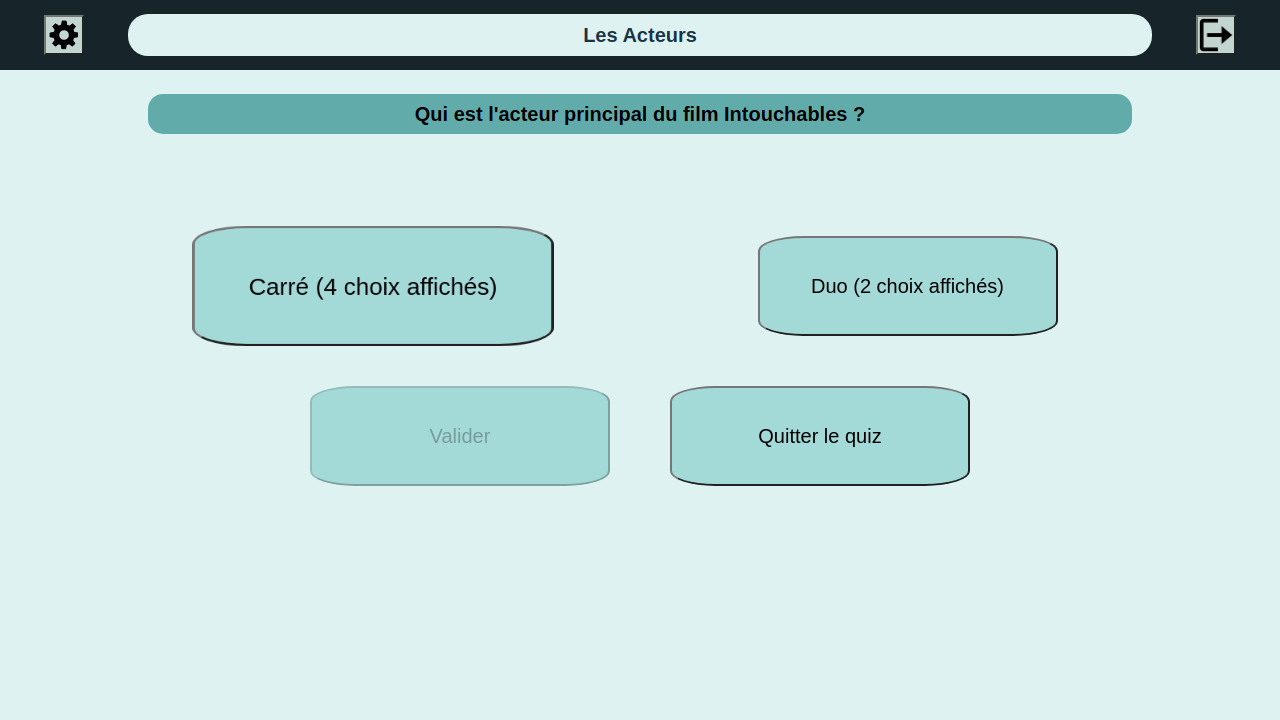 Les Acteurs
Qui est l'acteur principal du film Intouchables ?
Carré (4 choix affichés)
Duo (2 choix affichés)
Valider
Quitter le quiz